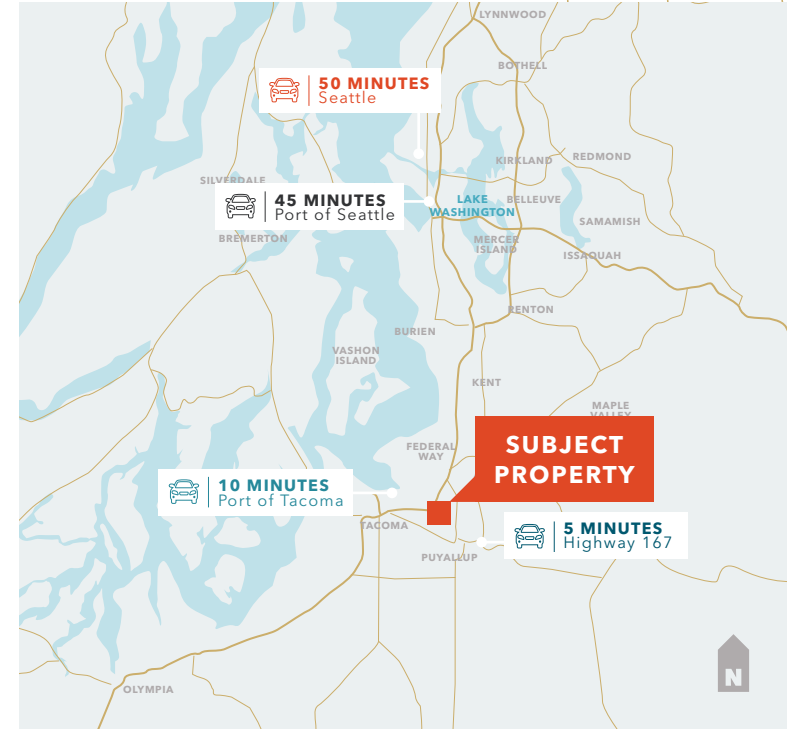 LYNNWOOD
BOTHELL
50 MINUTES
Seattle
KIRKLAND
REDMOND
SILVERDALE
45 MINUTES
Port of Seattle
LAKE
WASHINGTON
BELLEUVE
SAMAMISH
BREMERTON
MERCER
ISLAND
ISSAQUAH
RENTON
BURIEN
VASHON
ISLAND
KENT
MAPLE
VALLEY
FEDERAL
WAY
SUBJECT
PROPERTY
10 MINUTES
Port of Tacoma
TACOMA
5 MINUTES
Highway 167
PUYALLUP
N
OLYMPIA